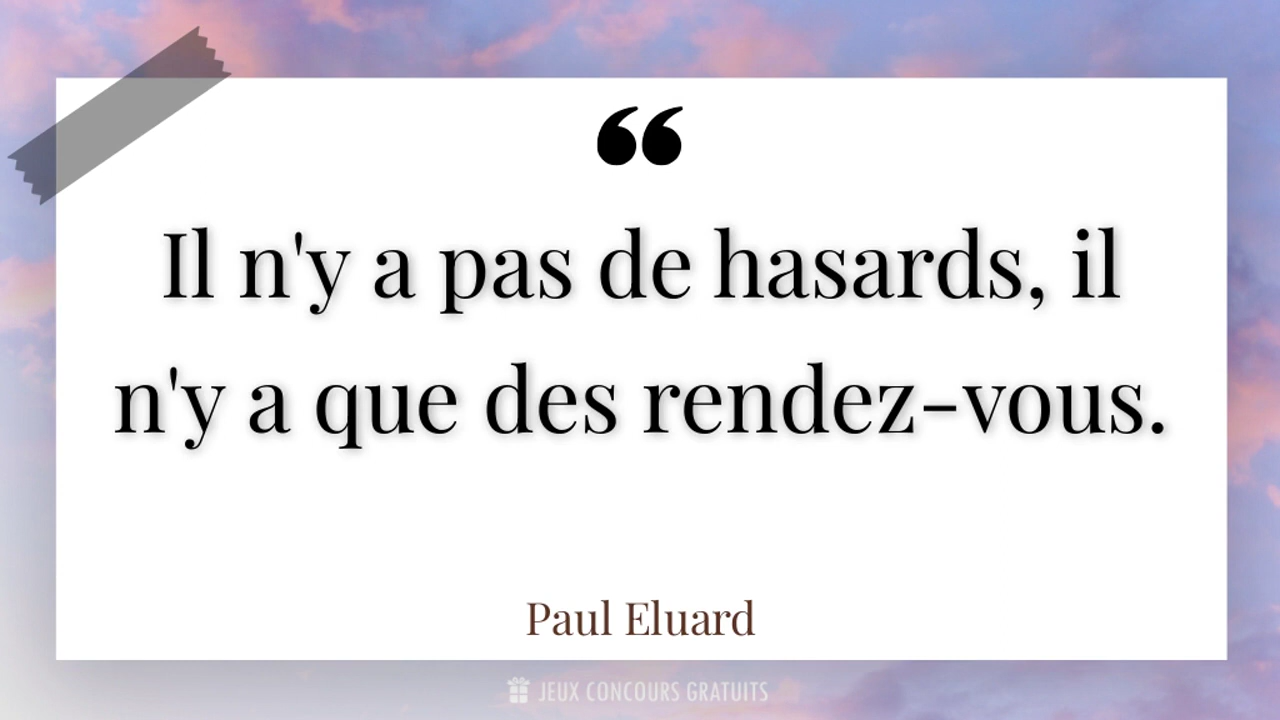 “
Il n'y a pas de hasards, il
n'y a que des rendez-vous.
Paul Eluard
JEUX CONCOURS GRATUITS